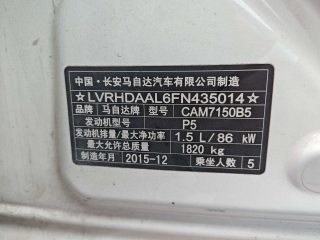 中国·长安马自达汽车有限公司制造
☆LVRHDAAL6FN435014☆
品牌 马自达 型号 CAM7150B5
发动机型号 P5
发动机排量/最大净功率 1.5 L/86 kW
最大允许总质量 1820 kg
制造年月 2015-12 乘坐人数 5